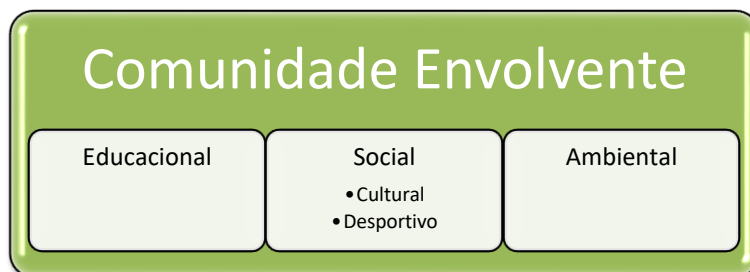 Comunidade Envolvente
Educacional
Social
•Cultural
•Desportivo
Ambiental